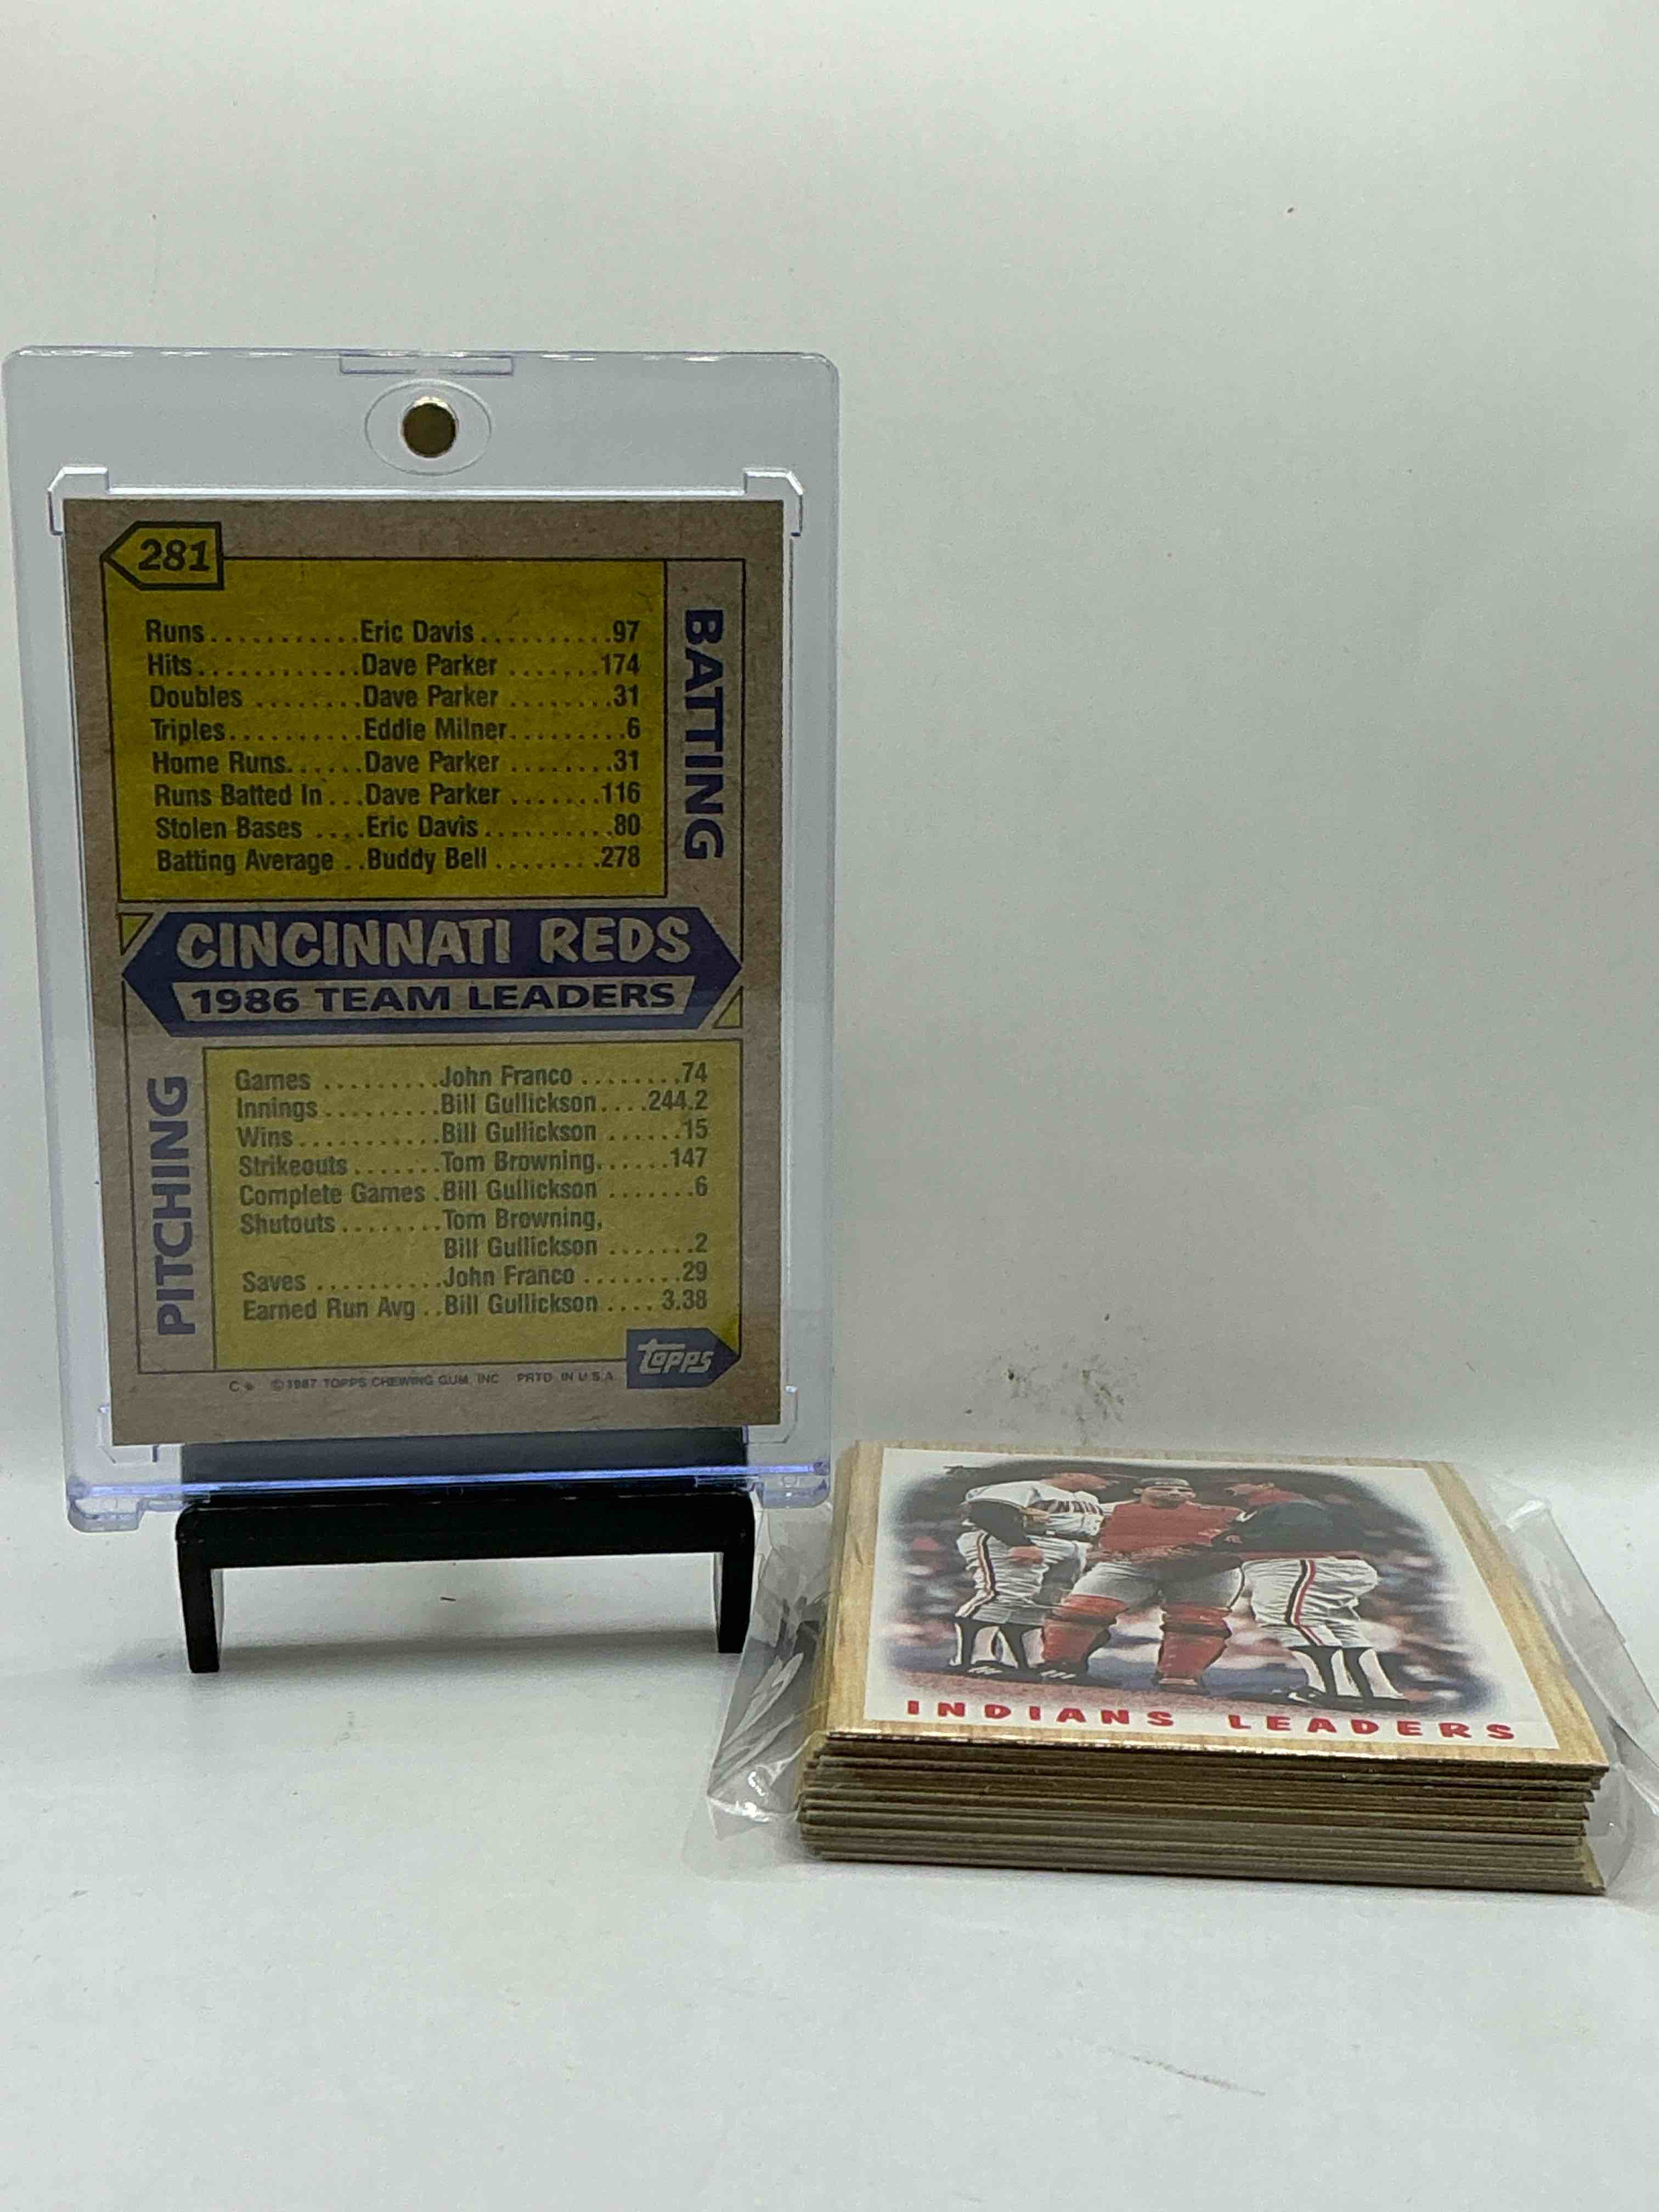 281
Runs...........Eric Davis..........97
Hits............Dave Parker.......174
Doubles ........Dave Parker ........31
Triples..........Eddie Milner.........6
Home Runs......Dave Parker ........31
Runs Batted In ...Dave Parker .......116
Stolen Bases ....Eric Davis..........80
Batting Average ..Buddy Bell ........278
BATTING
CINCINNATI REDS
1986 TEAM LEADERS
PITCHING
Games .........John Franco ........74
Innings.........Bill Gullickson....244.2
Wins...........Bill Gullickson ......15
Strikeouts.......Tom Browning......147
Complete Games .Bill Gullickson .......6
Shutouts........Tom Browning,
Bill Gullickson .......2
Saves ..........John Franco ........29
Earned Run Avg ..Bill Gullickson .... 3.38
topps
C* ©1987 TOPPS CHEWING GUM, INC PRTD. IN U.S.A.
INDIANS LEADERS